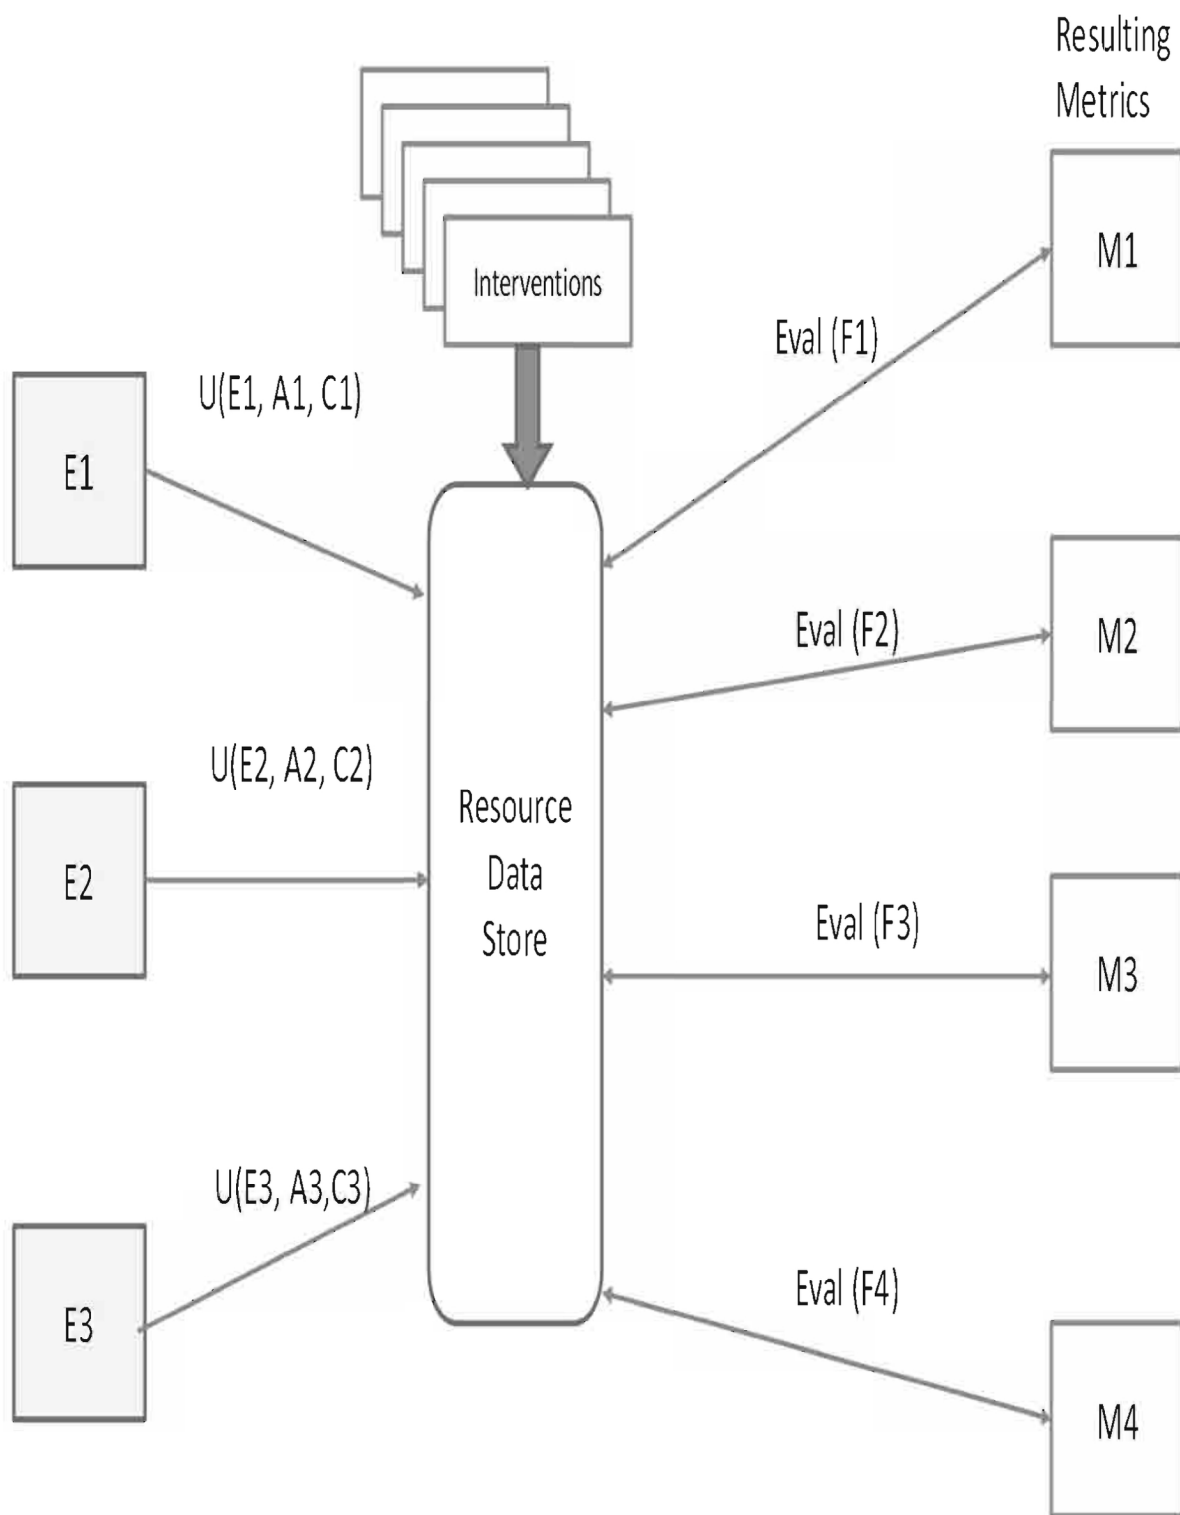 Resulting
Metrics
Interventions
M1
Eval (F1)
U(E1, A1, C1)
E1
Eval (F2)
M2
U(E2, A2, C2)
E2
Resource
Data
Store
Eval (F3)
M3
U(E3, A3,C3)
E3
Eval (F4)
M4